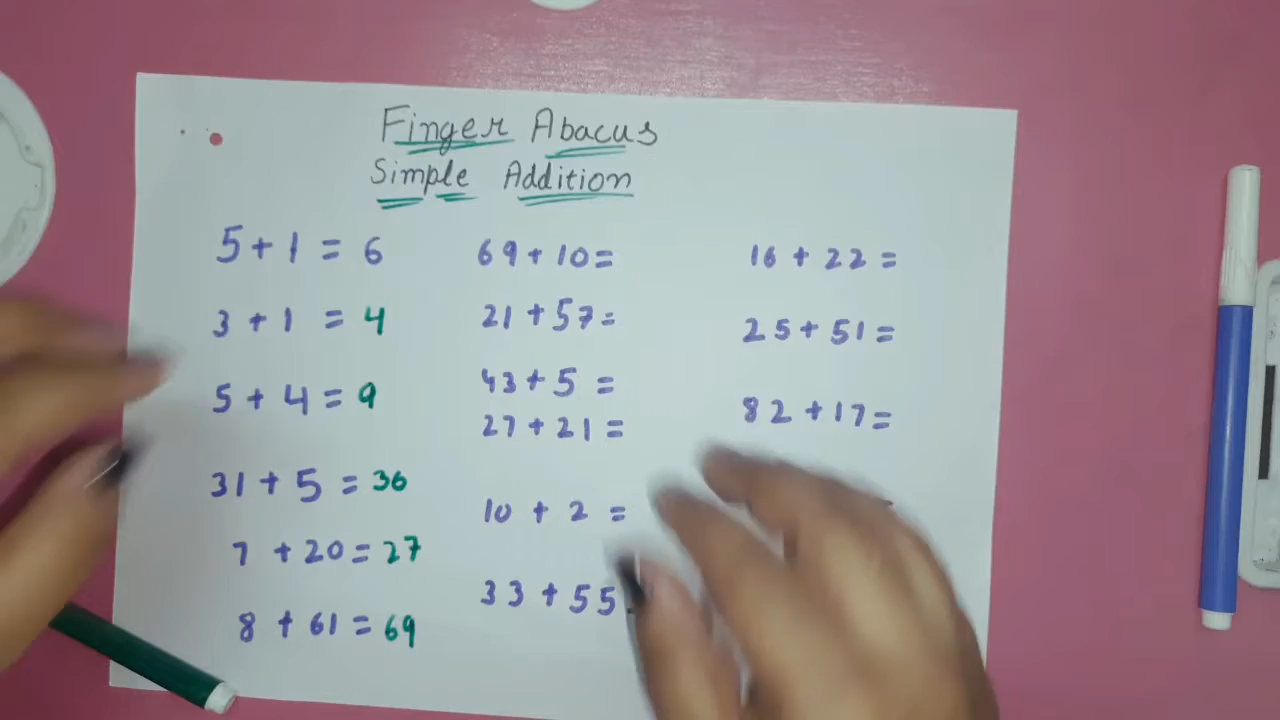 Finger Abacus
Simple Addition
5 + 1 = 6
3 + 1 = 4
5 + 4 = 9
31 + 5 = 36
7 + 20 = 27
8 + 61 = 69
69 + 10 =
21 + 57 =
43 + 5 =
27 + 21 =
10 + 2 =
33 + 55
16 + 22 =
25 + 51 =
82 + 17 =